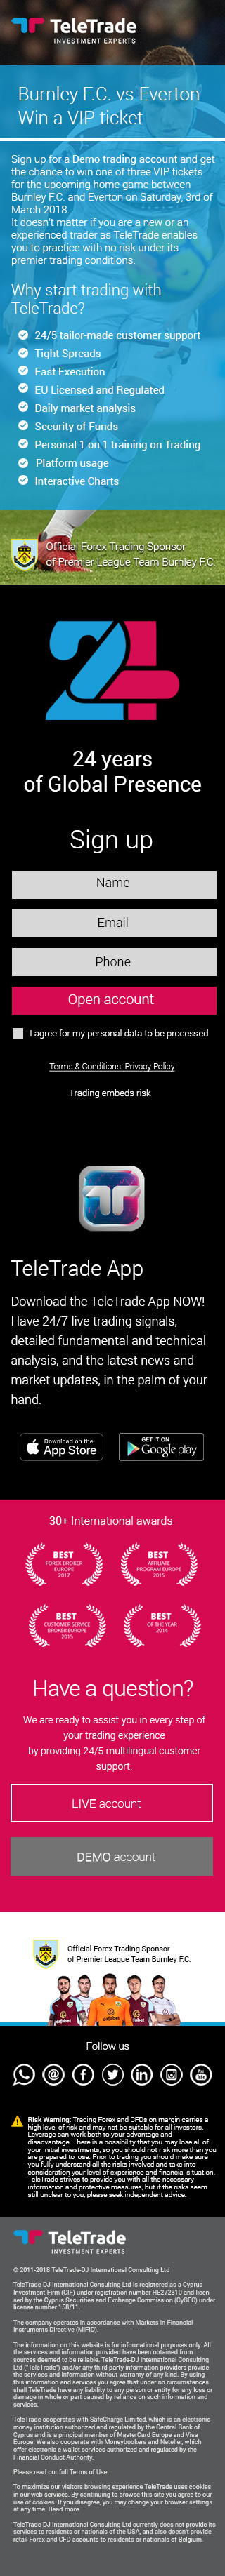 TeleTrade
INVESTMENT EXPERTS
Burnley F.C. vs Everton
Win a VIP ticket
Sign up for a Demo trading account and get
the chance to win one of three VIP tickets
for the upcoming home game between
Burnley F.C. and Everton on Saturday, 3rd of
March 2018.
It doesn't matter if you are a new or an
experienced trader as TeleTrade enables
you to practice with no risk under its
premier trading conditions.
Why start trading with
TeleTrade?
24/5 tailor-made customer support
Tight Spreads
Fast Execution
EU Licensed and Regulated
Daily market analysis
Security of Funds
Personal 1 on 1 training on Trading
Platform usage
Interactive Charts
Official Forex Trading Sponsor
of Premier League Team Burnley F.C.
24
24 years
of Global Presence
Sign up
Name
Email
Phone
Open account
I agree for my personal data to be processed
Terms & Conditions Privacy Policy
Trading embeds risk
TeleTrade App
Download the TeleTrade App NOW!
Have 24/7 live trading signals,
detailed fundamental and technical
analysis, and the latest news and
market updates, in the palm of your
hand.
Download on the
App Store
GET IT ON
Google play
30+ International awards
BEST
FOREX BROKER
EUROPE
2017
BEST
AFFILIATE
PROGRAM EUROPE
2015
BEST
CUSTOMER SERVICE
BROKER EUROPE
2015
BEST
OF THE YEAR
2014
Have a question?
We are ready to assist you in every step of
your trading experience
by providing 24/5 multilingual customer
support.
LIVE account
DEMO account
Official Forex Trading Sponsor
of Premier League Team Burnley F.C.
Follow us
Risk Warning: Trading Forex and CFDs on margin carries a
high level of risk and may not be suitable for all investors.
Leverage can work both to your advantage and
disadvantage. There is a possibility that you may lose all of
your initial investments, so you should not risk more than you
are prepared to lose. Prior to trading you should make sure
you fully understand all the risks involved and take into
consideration your level of experience and financial situation.
TeleTrade strives to provide you with all the necessary
information and protective measures, but if the risks seem
still unclear to you, please seek independent advice.
TeleTrade
INVESTMENT EXPERTS
© 2011-2018 TeleTrade-DJ International Consulting Ltd
TeleTrade-DJ International Consulting Ltd is registered as a Cyprus
Investment Firm (CIF) under registration number HE272810 and licen
sed by the Cyprus Securities and Exchange Commission (CySEC) under
license number 158/11.
The company operates in accordance with Markets in Financial
Instruments Directive (MiFID).
The information on this website is for informational purposes only. All
the services and information provided have been obtained from
sources deemed to be reliable. TeleTrade-DJ International Consulting
Ltd ("TeleTrade") and/or any third-party information providers provide
the services and information without warranty of any kind. By using
this information and services you agree that under no circumstances
shall TeleTrade have any liability to any person or entity for any loss or
damage in whole or part caused by reliance on such information and
services.
TeleTrade cooperates with SafeCharge Limited, which is an electronic
money institution authorized and regulated by the Central Bank of
Cyprus and is a principal member of MasterCard Europe and Visa
Europe. We also cooperate with Moneybookers and Neteller, which
offer electronic e-wallet services authorized and regulated by the
Financial Conduct Authority.
Please read our full Terms of Use.
To maximize our visitors browsing experience TeleTrade uses cookies
in our web services. By continuing to browse this site you agree to our
use of cookies. If you disagree, you may change your browser settings
at any time. Read more
TeleTrade-DJ International Consulting Ltd currently does not provide its
services to residents or nationals of the USA, and also doesn't provide
retail Forex and CFD accounts to residents or nationals of Belgium.